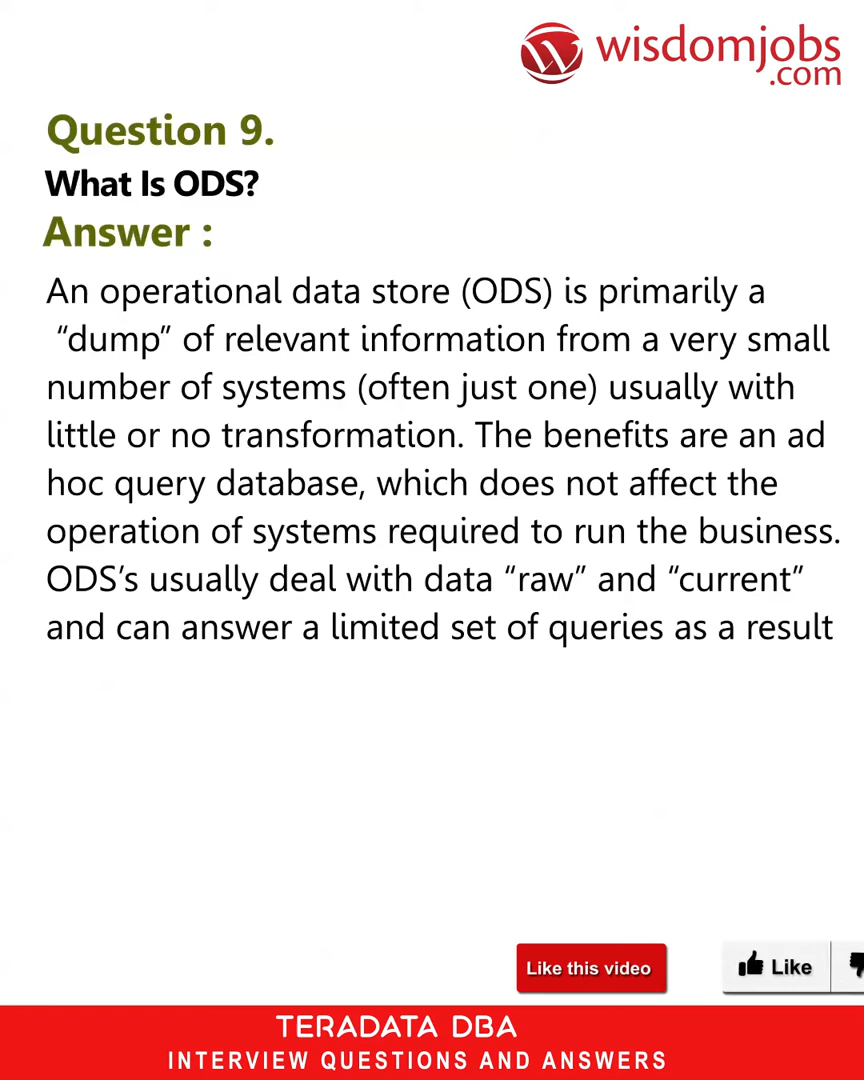 wisdomjobs
.com
Question 9.
What Is ODS?
Answer :
An operational data store (ODS) is primarily a
“dump” of relevant information from a very small
number of systems (often just one) usually with
little or no transformation. The benefits are an ad
hoc query database, which does not affect the
operation of systems required to run the business.
ODS’s usually deal with data “raw” and “current”
and can answer a limited set of queries as a result
Like this video
Like
TERADATA DBA
INTERVIEW QUESTIONS AND ANSWERS